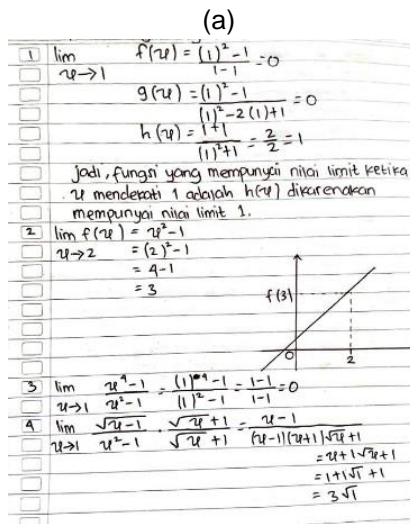 (a)
1 lim f(x) = (1)²-1 / 1-1 = 0
x→1
g(x) = (1)²-1 / (1)²-2(1)+1 = 0
h(x) = 1+1 / (1)²+1 = 2/2 = 1
jadi, fungsi yang mempunyai nilai limit ketika
x mendekati 1 adalah h(x) dikarenakan
mempunyai nilai limit 1.
2 lim f(x) = x²-1
x→2 = (2)²-1
= 4-1
= 3
f(3)
0 2
3 lim x⁴-1 / x²-1 = (1)⁴-1 / (1)²-1 = 1-1 / 1-1 = 0
x→1
4 lim √x-1 / x²-1 · √x+1 / √x+1 = x-1 / (x-1)(x+1)√x+1
x→1
= x+1√x+1
= 1+1√1+1
= 3√1